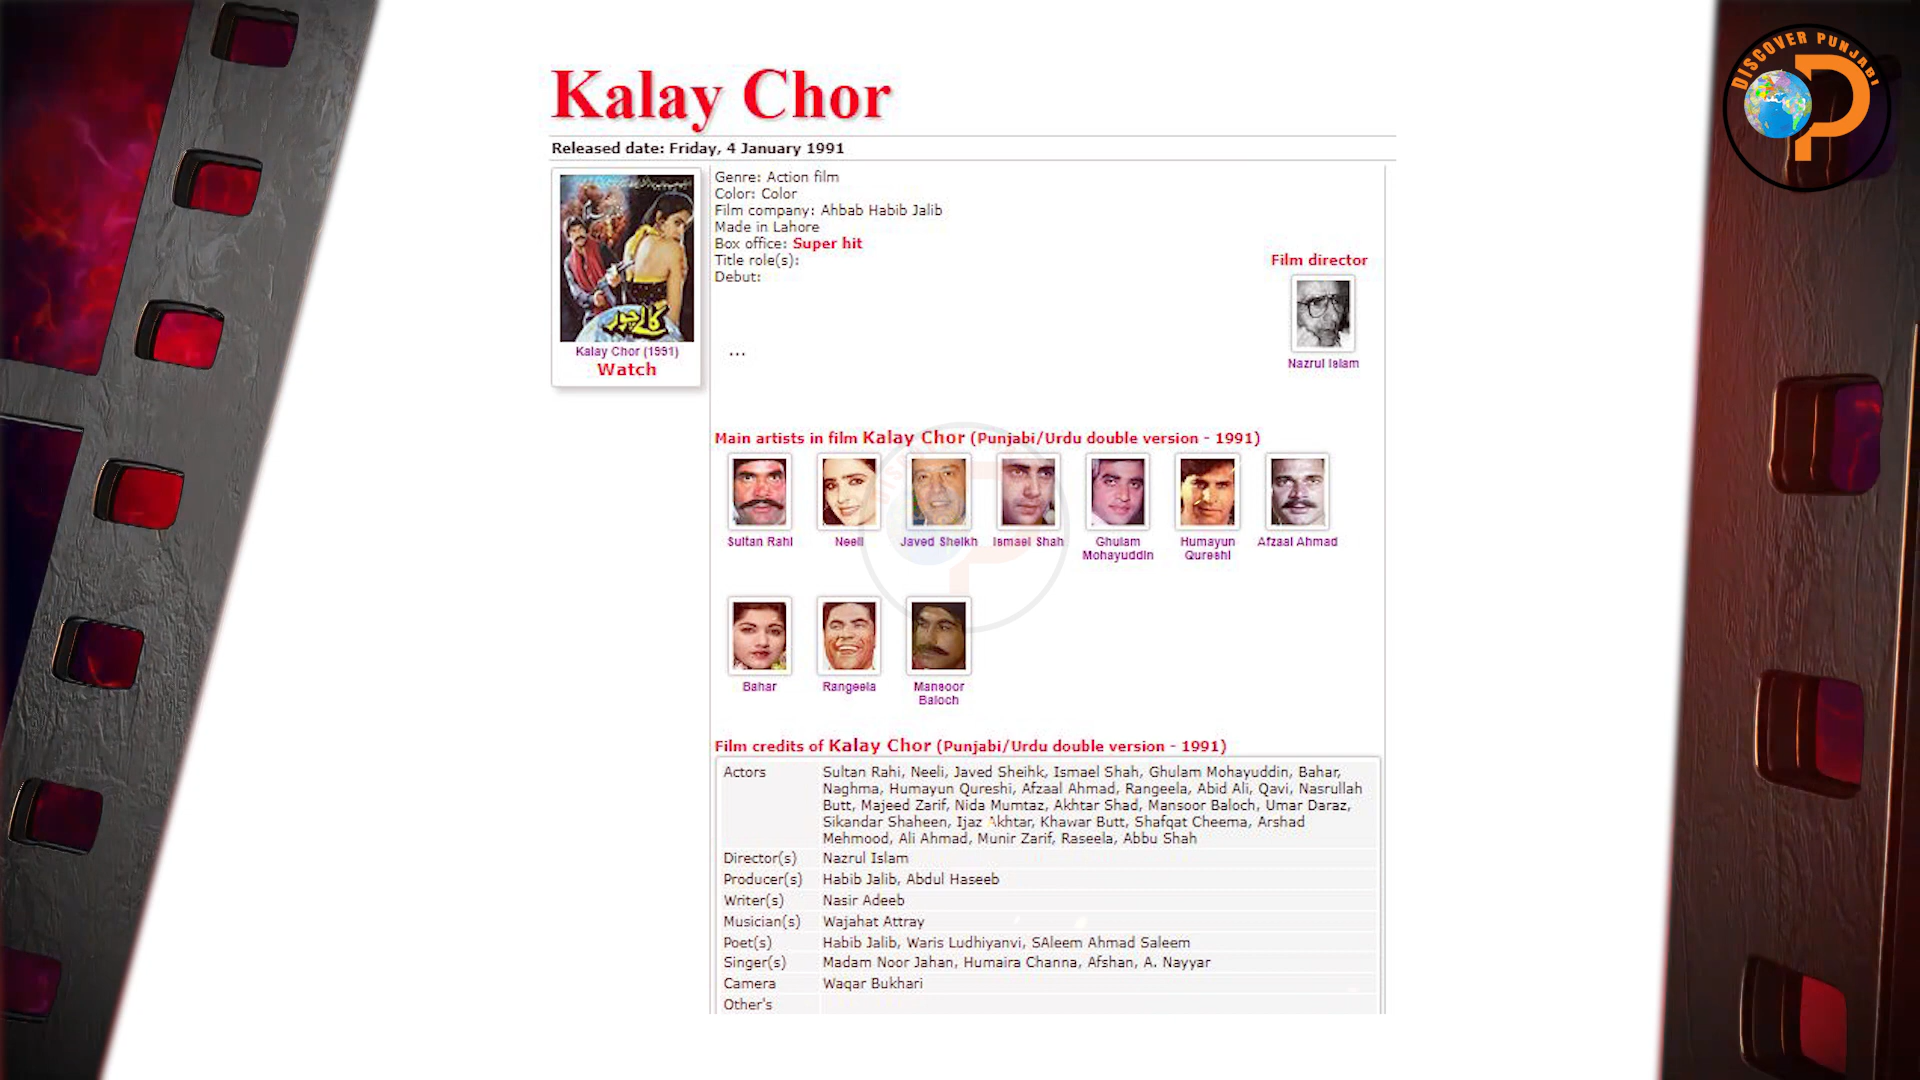 DISCOVER PUNJABI
Kalay Chor
Released date: Friday, 4 January 1991
کالے چور
Kalay Chor (1991)
Watch
Genre: Action film
Color: Color
Film company: Ahbab Habib Jalib
Made in Lahore
Box office: Super hit
Title role(s):
Debut:
...
Film director
Nazrul Islam
Main artists in film Kalay Chor (Punjabi/Urdu double version - 1991)
Sultan Rahi Neeli Javed Sheikh Ismael Shah Ghulam Mohayuddin Humayun Qureshi Afzaal Ahmad
Bahar Rangeela Mansoor Baloch
Film credits of Kalay Chor (Punjabi/Urdu double version - 1991)
Actors Sultan Rahi, Neeli, Javed Sheihk, Ismael Shah, Ghulam Mohayuddin, Bahar,
Naghma, Humayun Qureshi, Afzaal Ahmad, Rangeela, Abid Ali, Qavi, Nasrullah
Butt, Majeed Zarif, Nida Mumtaz, Akhtar Shad, Mansoor Baloch, Umar Daraz,
Sikandar Shaheen, Ijaz Akhtar, Khawar Butt, Shafqat Cheema, Arshad
Mehmood, Ali Ahmad, Munir Zarif, Raseela, Abbu Shah
Director(s) Nazrul Islam
Producer(s) Habib Jalib, Abdul Haseeb
Writer(s) Nasir Adeeb
Musician(s) Wajahat Attray
Poet(s) Habib Jalib, Waris Ludhiyanvi, SAleem Ahmad Saleem
Singer(s) Madam Noor Jahan, Humaira Channa, Afshan, A. Nayyar
Camera Waqar Bukhari
Other's